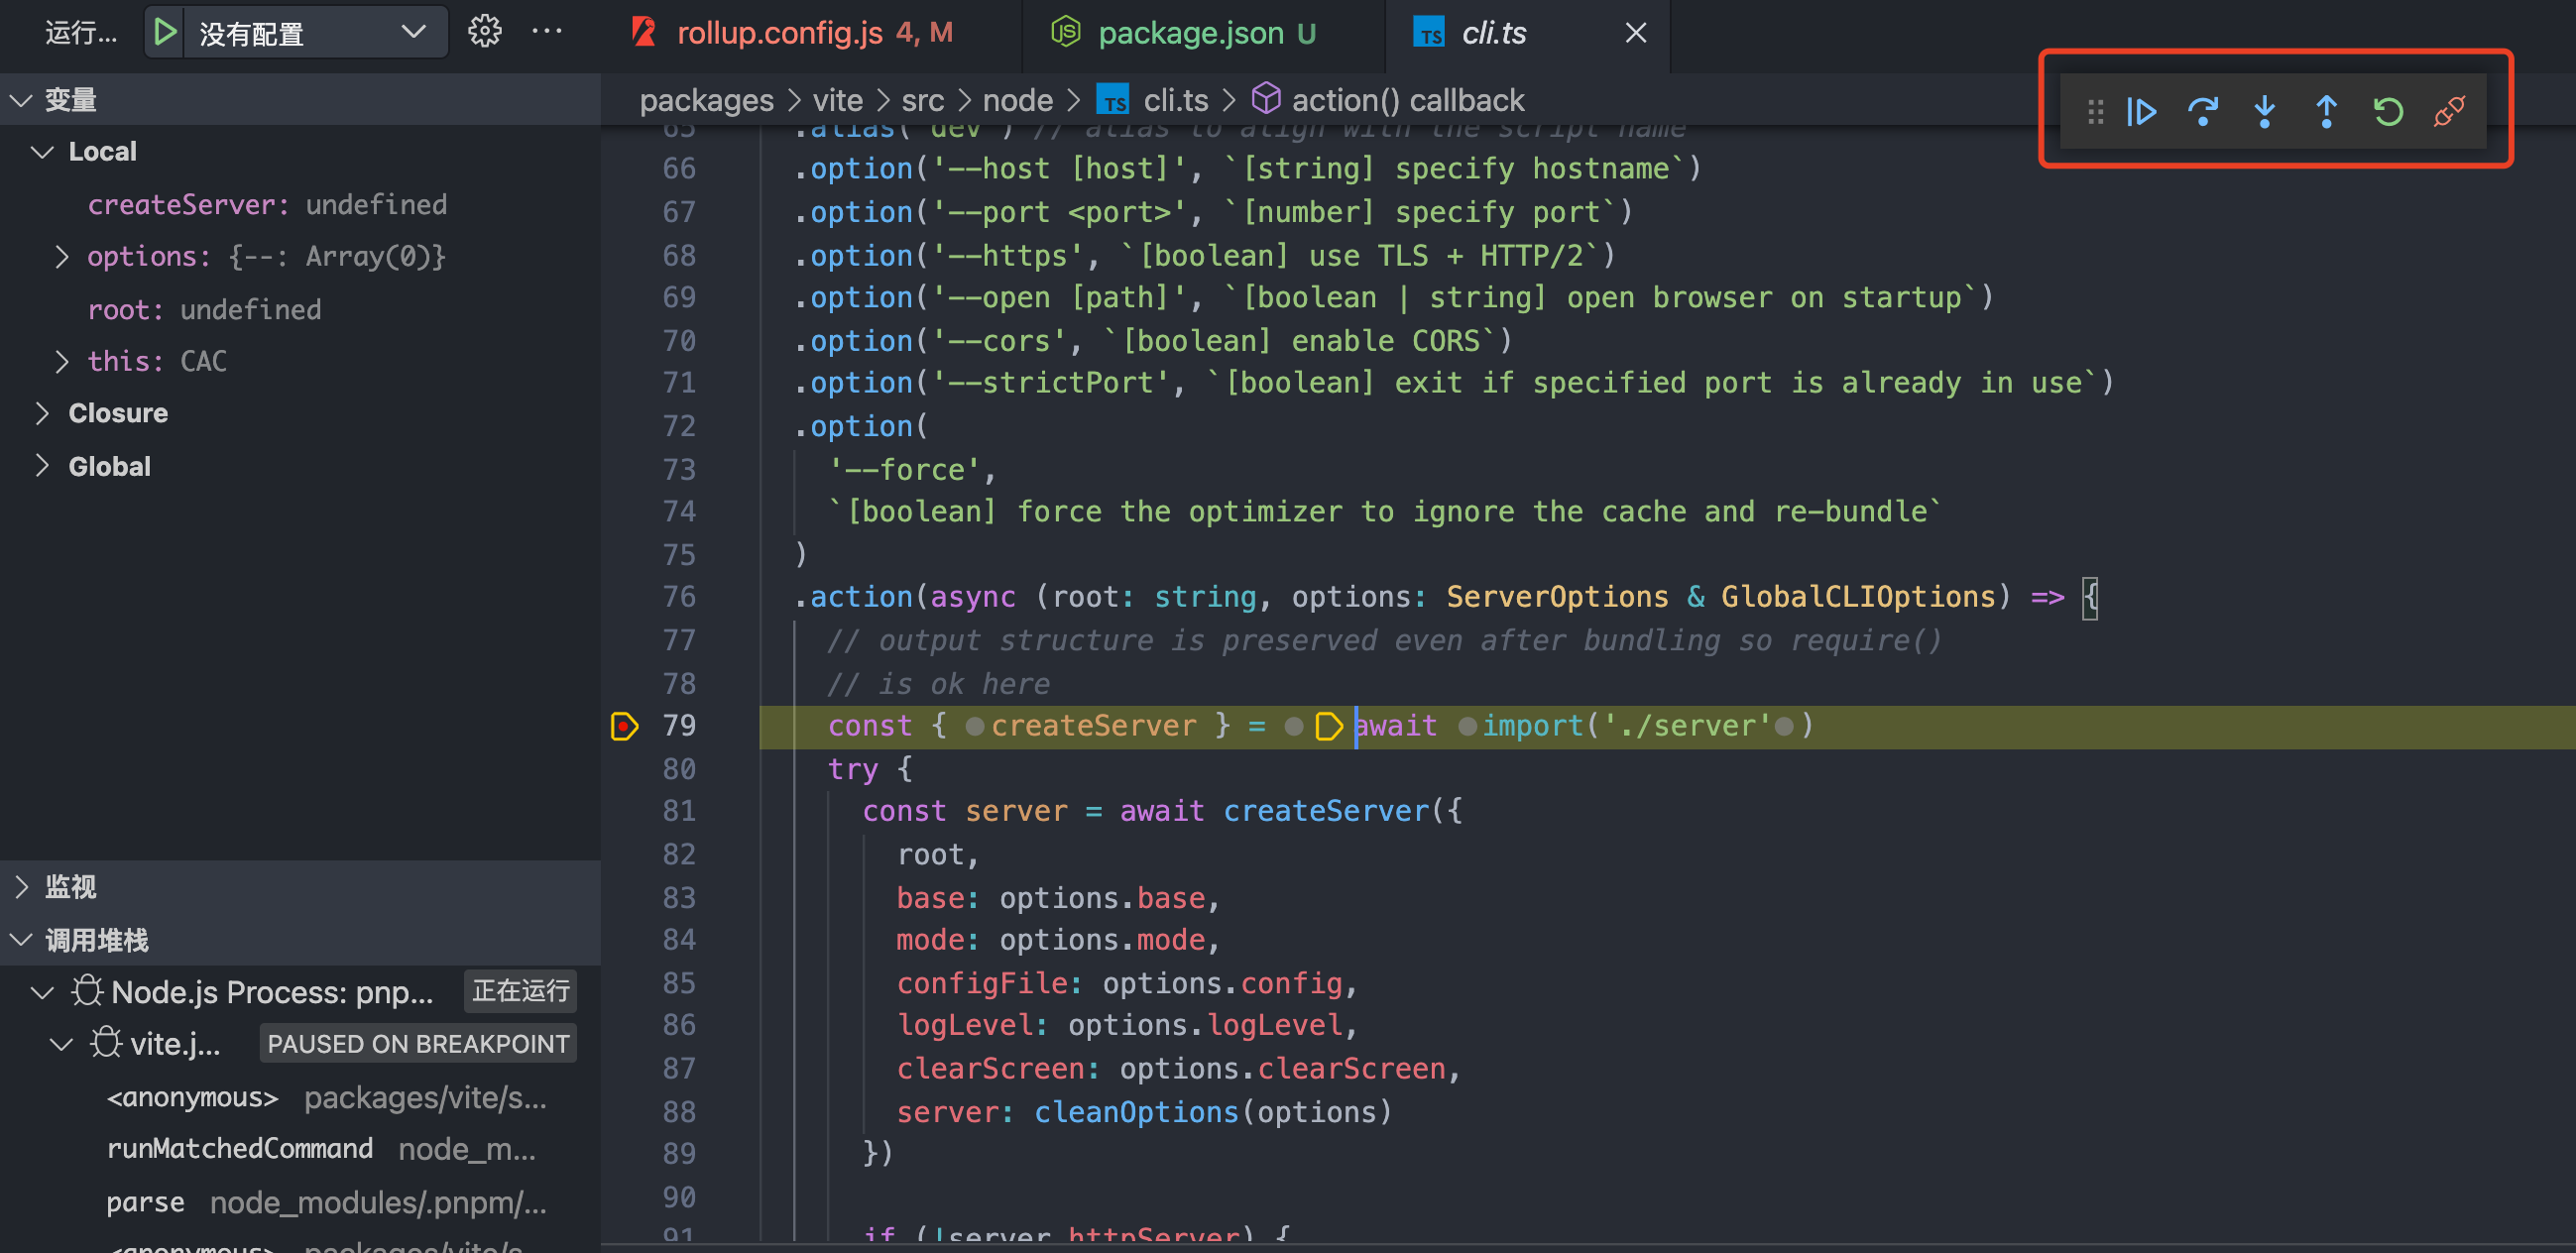 运行...
没有配置
rollup.config.js 4, M
package.json U
cli.ts
packages > vite > src > node > TS cli.ts > action() callback
变量
Local
createServer: undefined
options: {--: Array(0)}
root: undefined
this: CAC
Closure
Global
监视
调用堆栈
Node.js Process: pnp... 正在运行
vite.j... PAUSED ON BREAKPOINT
<anonymous> packages/vite/s...
runMatchedCommand node_m...
parse node_modules/.pnpm/...
<anonymous> packages/vite/s...
65 .alias('dev') // alias to align with the script name
66 .option('--host [host]', `[string] specify hostname`)
67 .option('--port <port>', `[number] specify port`)
68 .option('--https', `[boolean] use TLS + HTTP/2`)
69 .option('--open [path]', `[boolean | string] open browser on startup`)
70 .option('--cors', `[boolean] enable CORS`)
71 .option('--strictPort', `[boolean] exit if specified port is already in use`)
72 .option(
73 '--force',
74 `[boolean] force the optimizer to ignore the cache and re-bundle`
75 )
76 .action(async (root: string, options: ServerOptions & GlobalCLIOptions) => {
77 // output structure is preserved even after bundling so require()
78 // is ok here
79 const { createServer } = await import('./server')
80 try {
81 const server = await createServer({
82 root,
83 base: options.base,
84 mode: options.mode,
85 configFile: options.config,
86 logLevel: options.logLevel,
87 clearScreen: options.clearScreen,
88 server: cleanOptions(options)
89 })
90
91 if (!server.httpServer) {